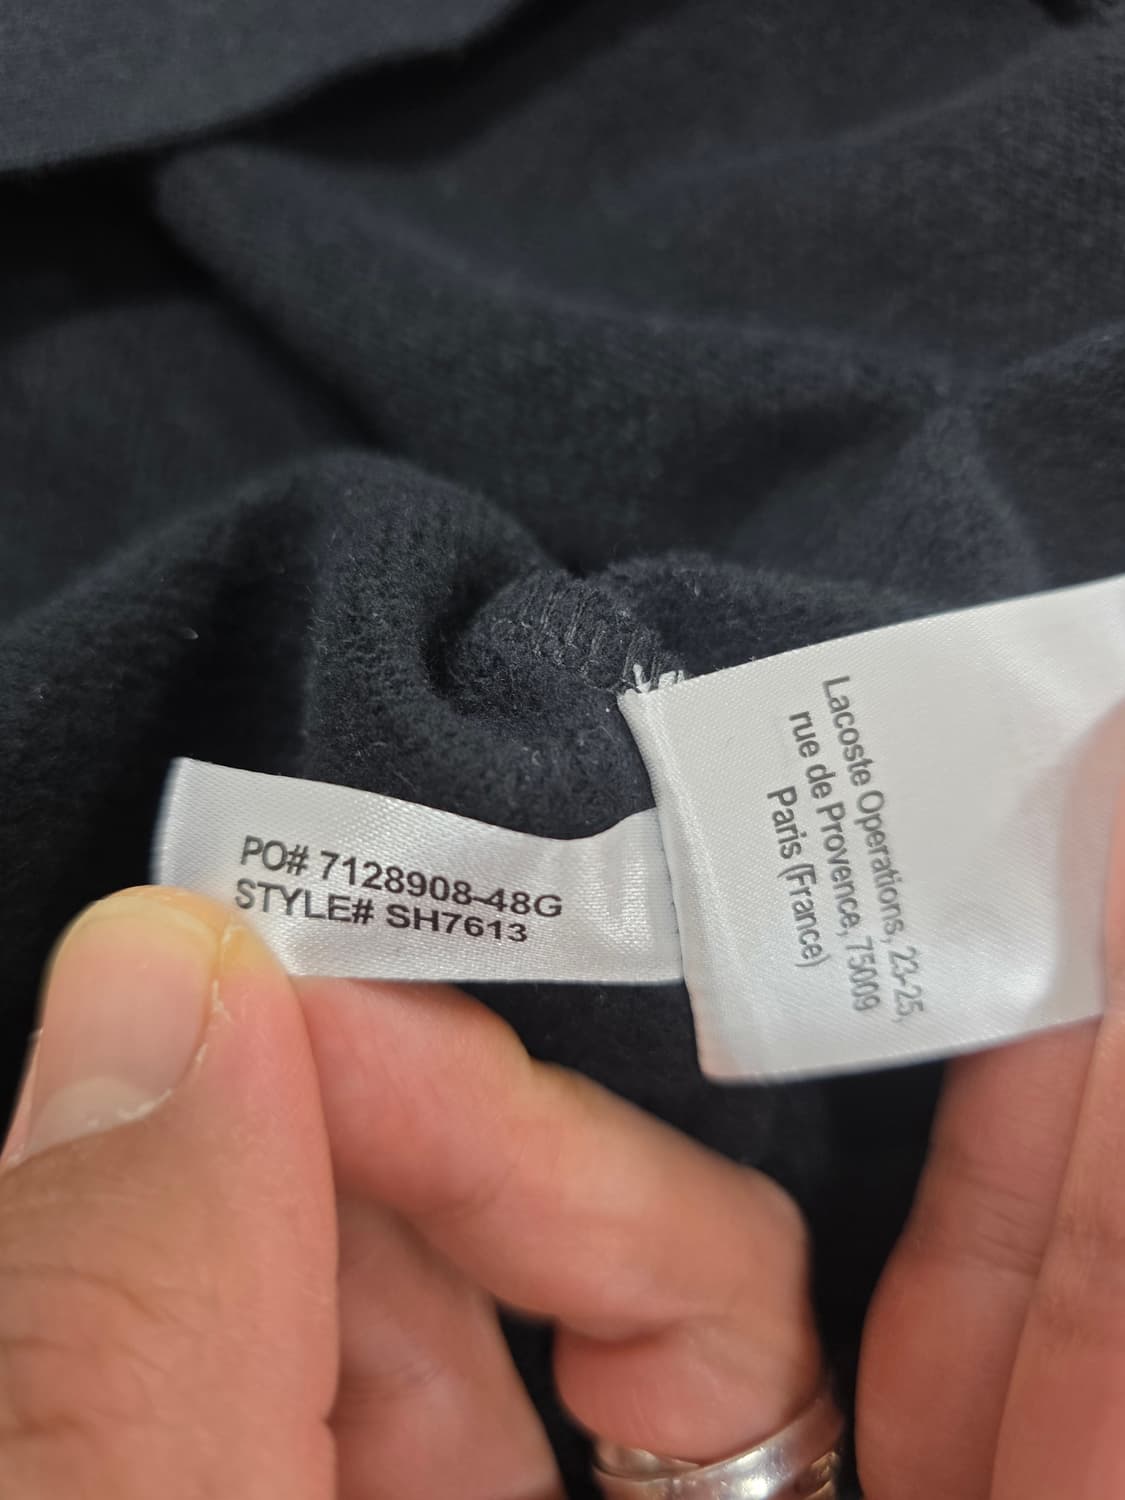 PO# 7128908-48G
STYLE# SH7613
Lacoste Operations, 23-25,
rue de Provence, 75009
Paris (France)